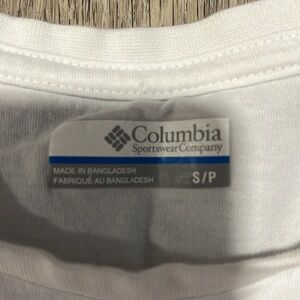 Columbia
Sportswear Company
MADE IN BANGLADESH
FABRIQUÉ AU BANGLADESH
S/P